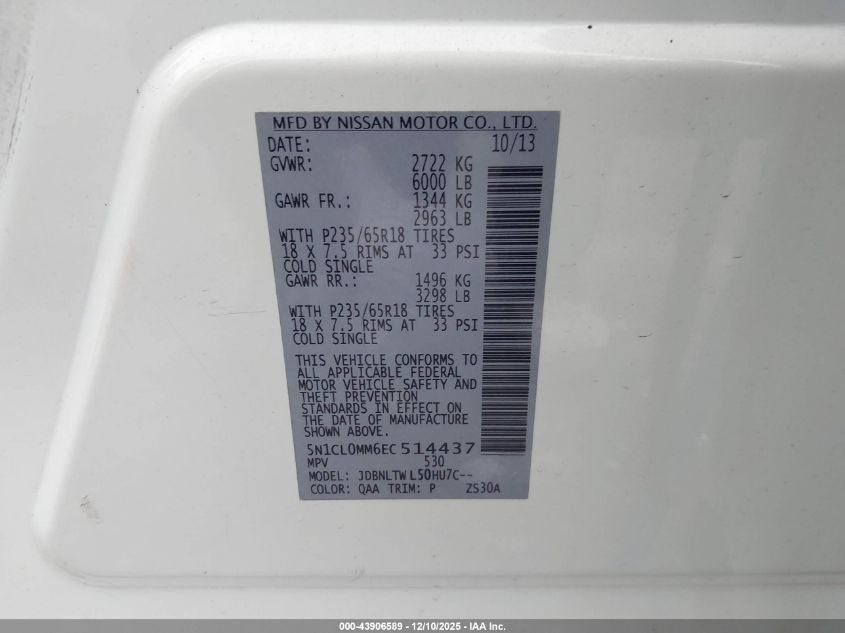 MFD BY NISSAN MOTOR CO., LTD.
DATE: 10/13
GVWR: 2722 KG
6000 LB
GAWR FR.: 1344 KG
2963 LB
WITH P235/65R18 TIRES
18 X 7.5 RIMS AT 33 PSI
COLD SINGLE
GAWR RR.: 1496 KG
3298 LB
WITH P235/65R18 TIRES
18 X 7.5 RIMS AT 33 PSI
COLD SINGLE
THIS VEHICLE CONFORMS TO
ALL APPLICABLE FEDERAL
MOTOR VEHICLE SAFETY AND
THEFT PREVENTION
STANDARDS IN EFFECT ON
THE DATE OF MANUFACTURE
SHOWN ABOVE.
5N1CL0MM6EC514437
MPV 530
MODEL: JDBNLTW L50HU7C--
COLOR: QAA TRIM: P ZS30A
000-43906589 - 12/10/2025 - IAA Inc.